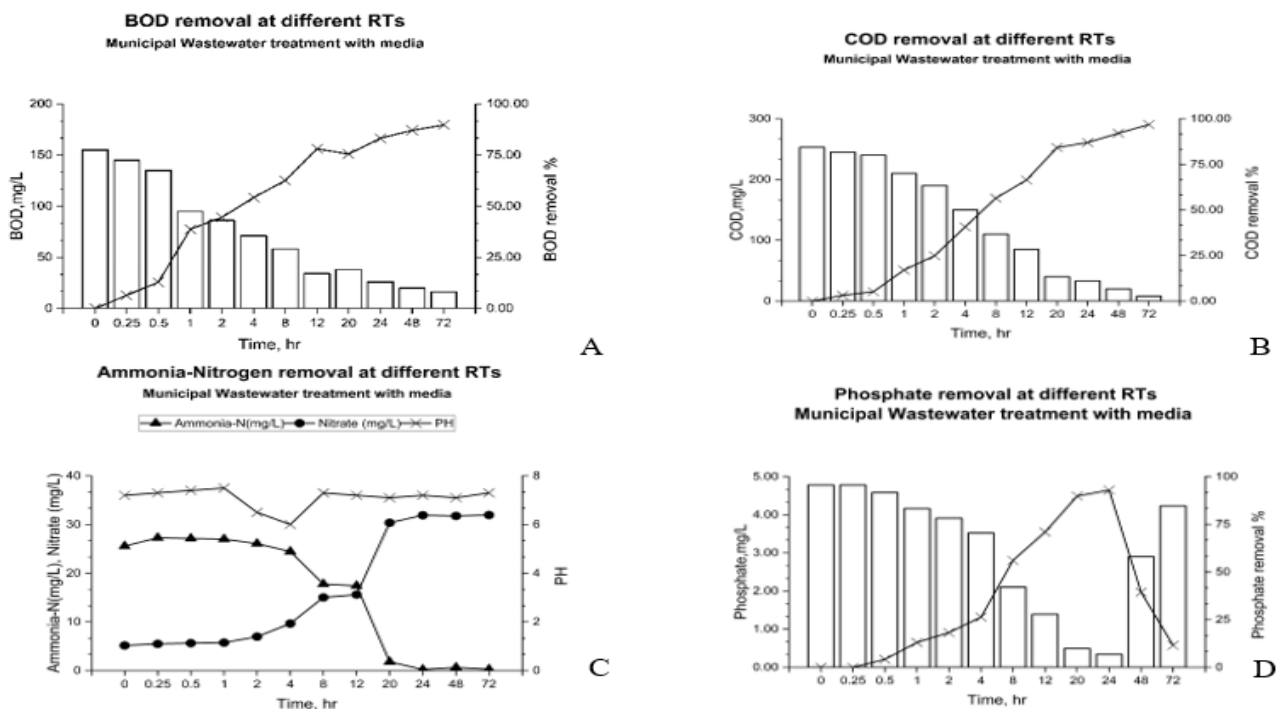 BOD removal at different RTs
Municipal Wastewater treatment with media
200
150
100
50
0
BOD,mg/L
100.00
75.00
50.00
25.00
0.00
BOD removal %
0 0.25 0.5 1 2 4 8 12 20 24 48 72
Time, hr
A
COD removal at different RTs
Municipal Wastewater treatment with media
300
200
100
0
COD,mg/L
100.00
75.00
50.00
25.00
0.00
COD removal %
0 0.25 0.5 1 2 4 8 12 20 24 48 72
Time, hr
B
Ammonia-Nitrogen removal at different RTs
Municipal Wastewater treatment with media
Ammonia-N(mg/L) Nitrate (mg/L) PH
40
30
20
10
0
Ammonia-N(mg/L), Nitrate (mg/L)
8
6
4
2
0
PH
0 0.25 0.5 1 2 4 8 12 20 24 48 72
Time, hr
C
Phosphate removal at different RTs
Municipal Wastewater treatment with media
5.00
4.00
3.00
2.00
1.00
0.00
Phosphate,mg/L
100
75
50
25
0
Phosphate removal %
0 0.25 0.5 1 2 4 8 12 20 24 48 72
Time, hr
D